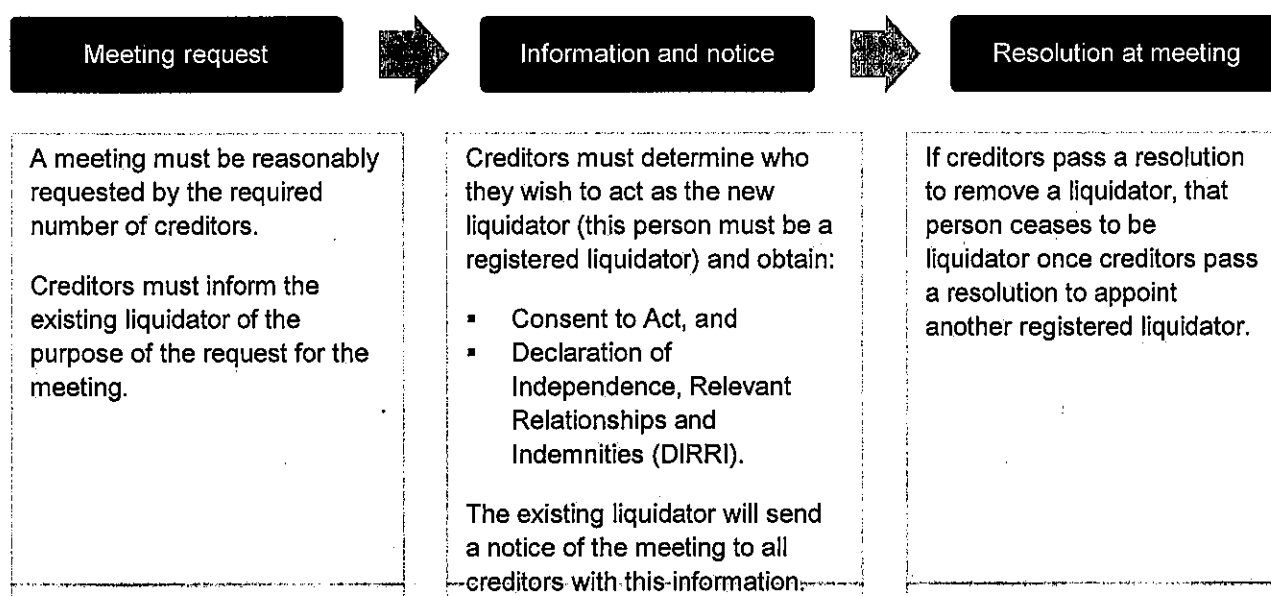 Meeting request
Information and notice
Resolution at meeting
A meeting must be reasonably
requested by the required
number of creditors.
Creditors must inform the
existing liquidator of the
purpose of the request for the
meeting.
Creditors must determine who
they wish to act as the new
liquidator (this person must be a
registered liquidator) and obtain:
▪ Consent to Act, and
▪ Declaration of
Independence, Relevant
Relationships and
Indemnities (DIRRI).
The existing liquidator will send
a notice of the meeting to all
creditors with this information.
If creditors pass a resolution
to remove a liquidator, that
person ceases to be
liquidator once creditors pass
a resolution to appoint
another registered liquidator.